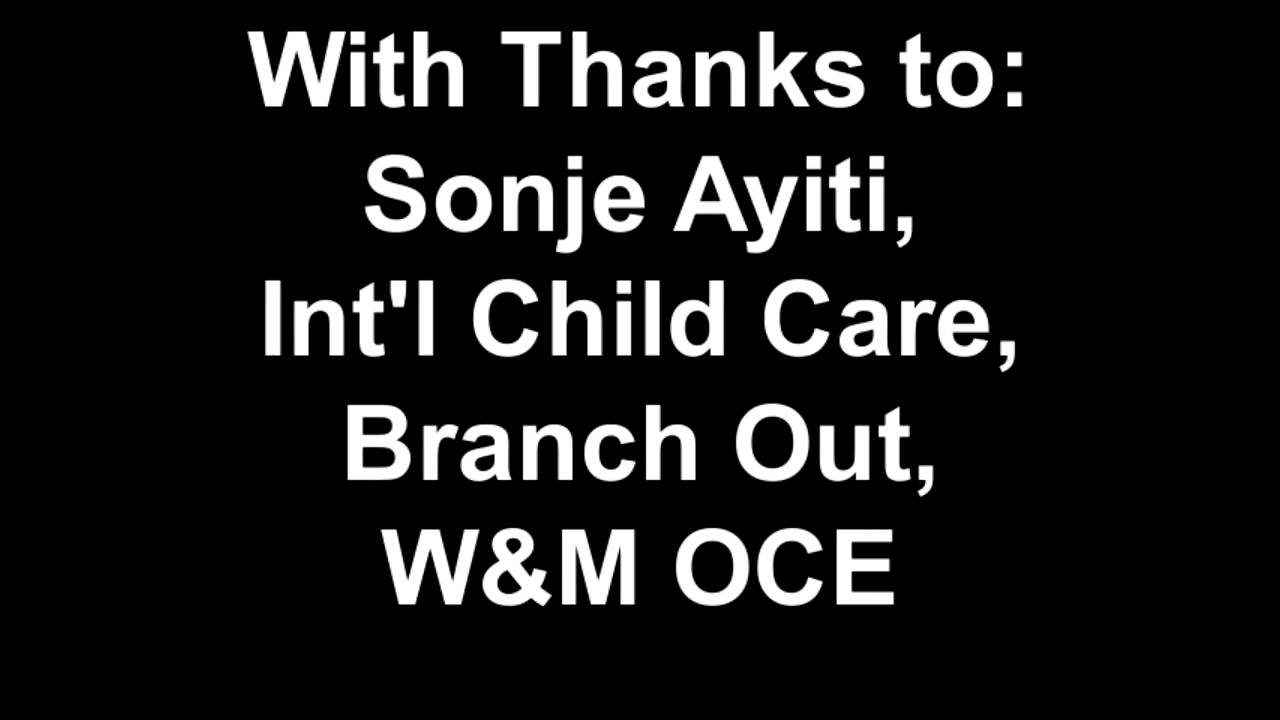 With Thanks to:
Sonje Ayiti,
Int'l Child Care,
Branch Out,
W&M OCE